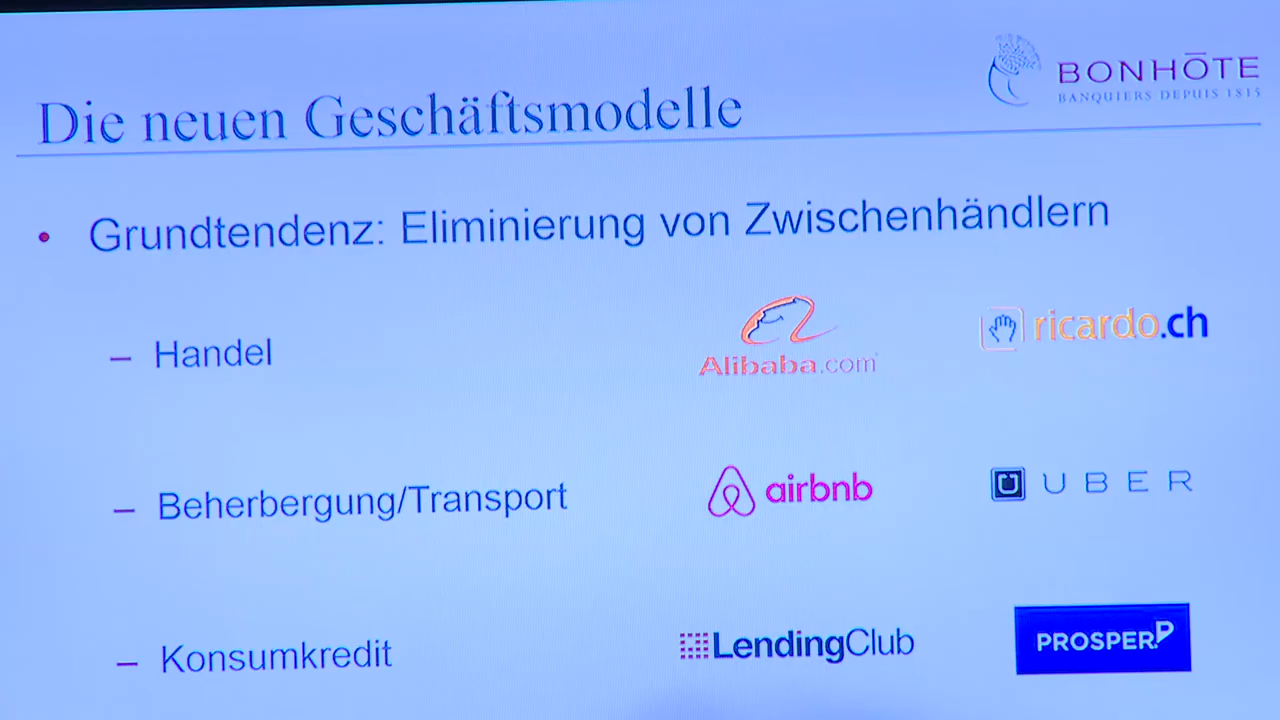 BONHÔTE
BANQUIERS DEPUIS 1815
Die neuen Geschäftsmodelle
• Grundtendenz: Eliminierung von Zwischenhändlern
– Handel
Alibaba.com
ricardo.ch
– Beherbergung/Transport
airbnb
UBER
– Konsumkredit
LendingClub
PROSPER